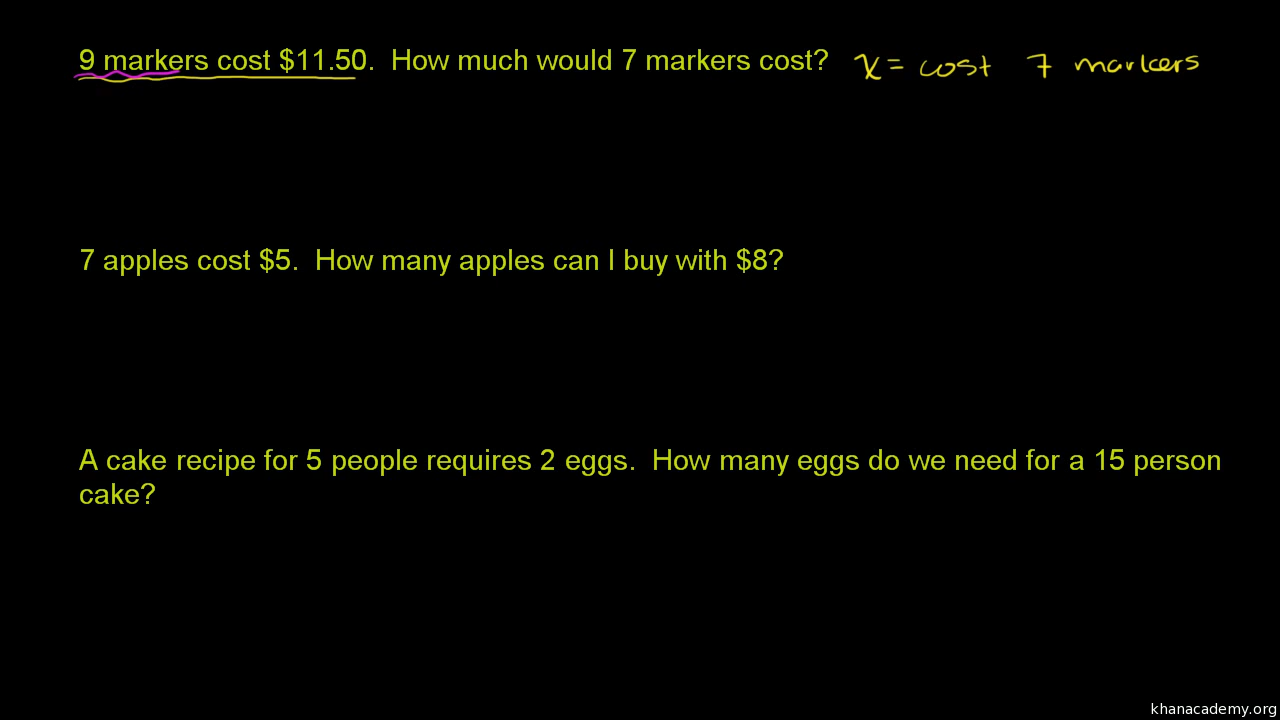 9 markers cost $11.50.  How much would 7 markers cost? x = cost 7 markers
7 apples cost $5.  How many apples can I buy with $8?
A cake recipe for 5 people requires 2 eggs.  How many eggs do we need for a 15 person
cake?
khanacademy.org